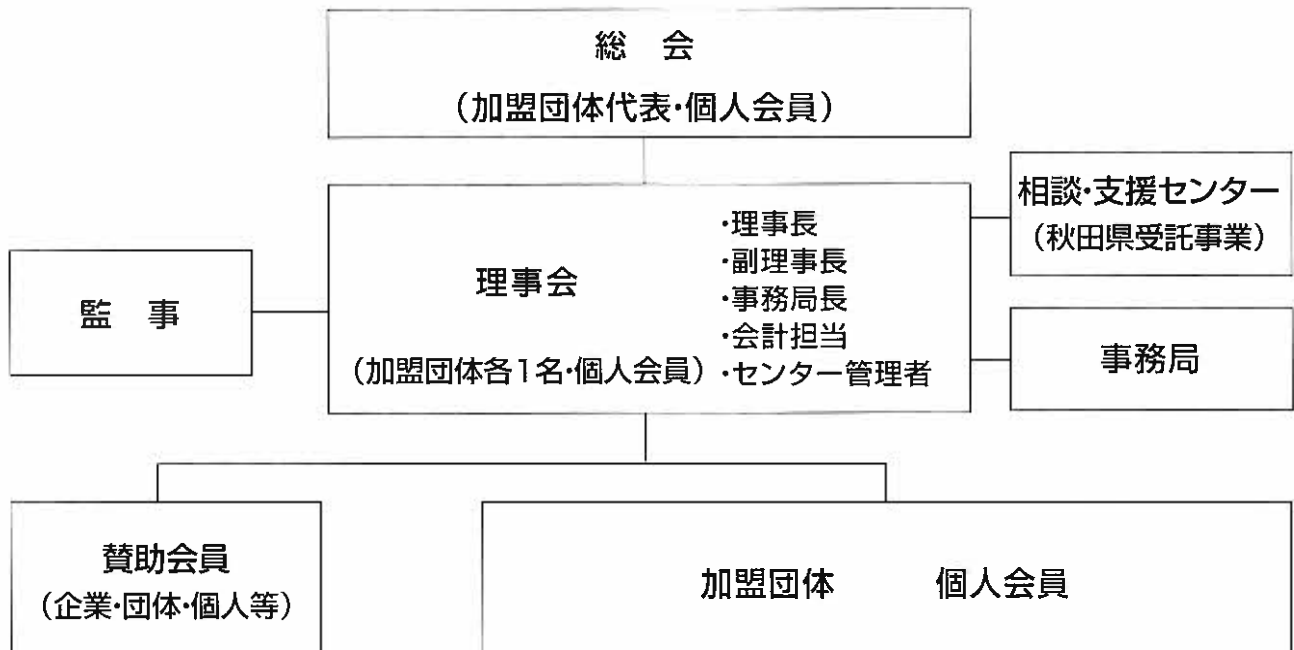 総　会
（加盟団体代表・個人会員）
相談・支援センター
（秋田県受託事業）
監　事
理事会
（加盟団体各1名・個人会員）
・理事長
・副理事長
・事務局長
・会計担当
・センター管理者
事務局
賛助会員
（企業・団体・個人等）
加盟団体　　　個人会員